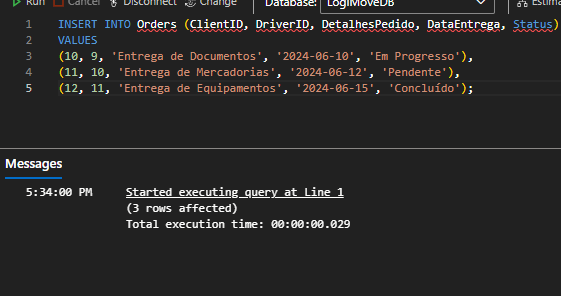 Run Cancel Disconnect Change Database: LogiMoveDB Estima
1 INSERT INTO Orders (ClientID, DriverID, DetalhesPedido, DataEntrega, Status)
2 VALUES
3 (10, 9, 'Entrega de Documentos', '2024-06-10', 'Em Progresso'),
4 (11, 10, 'Entrega de Mercadorias', '2024-06-12', 'Pendente'),
5 (12, 11, 'Entrega de Equipamentos', '2024-06-15', 'Concluído');
Messages
5:34:00 PM Started executing query at Line 1
(3 rows affected)
Total execution time: 00:00:00.029